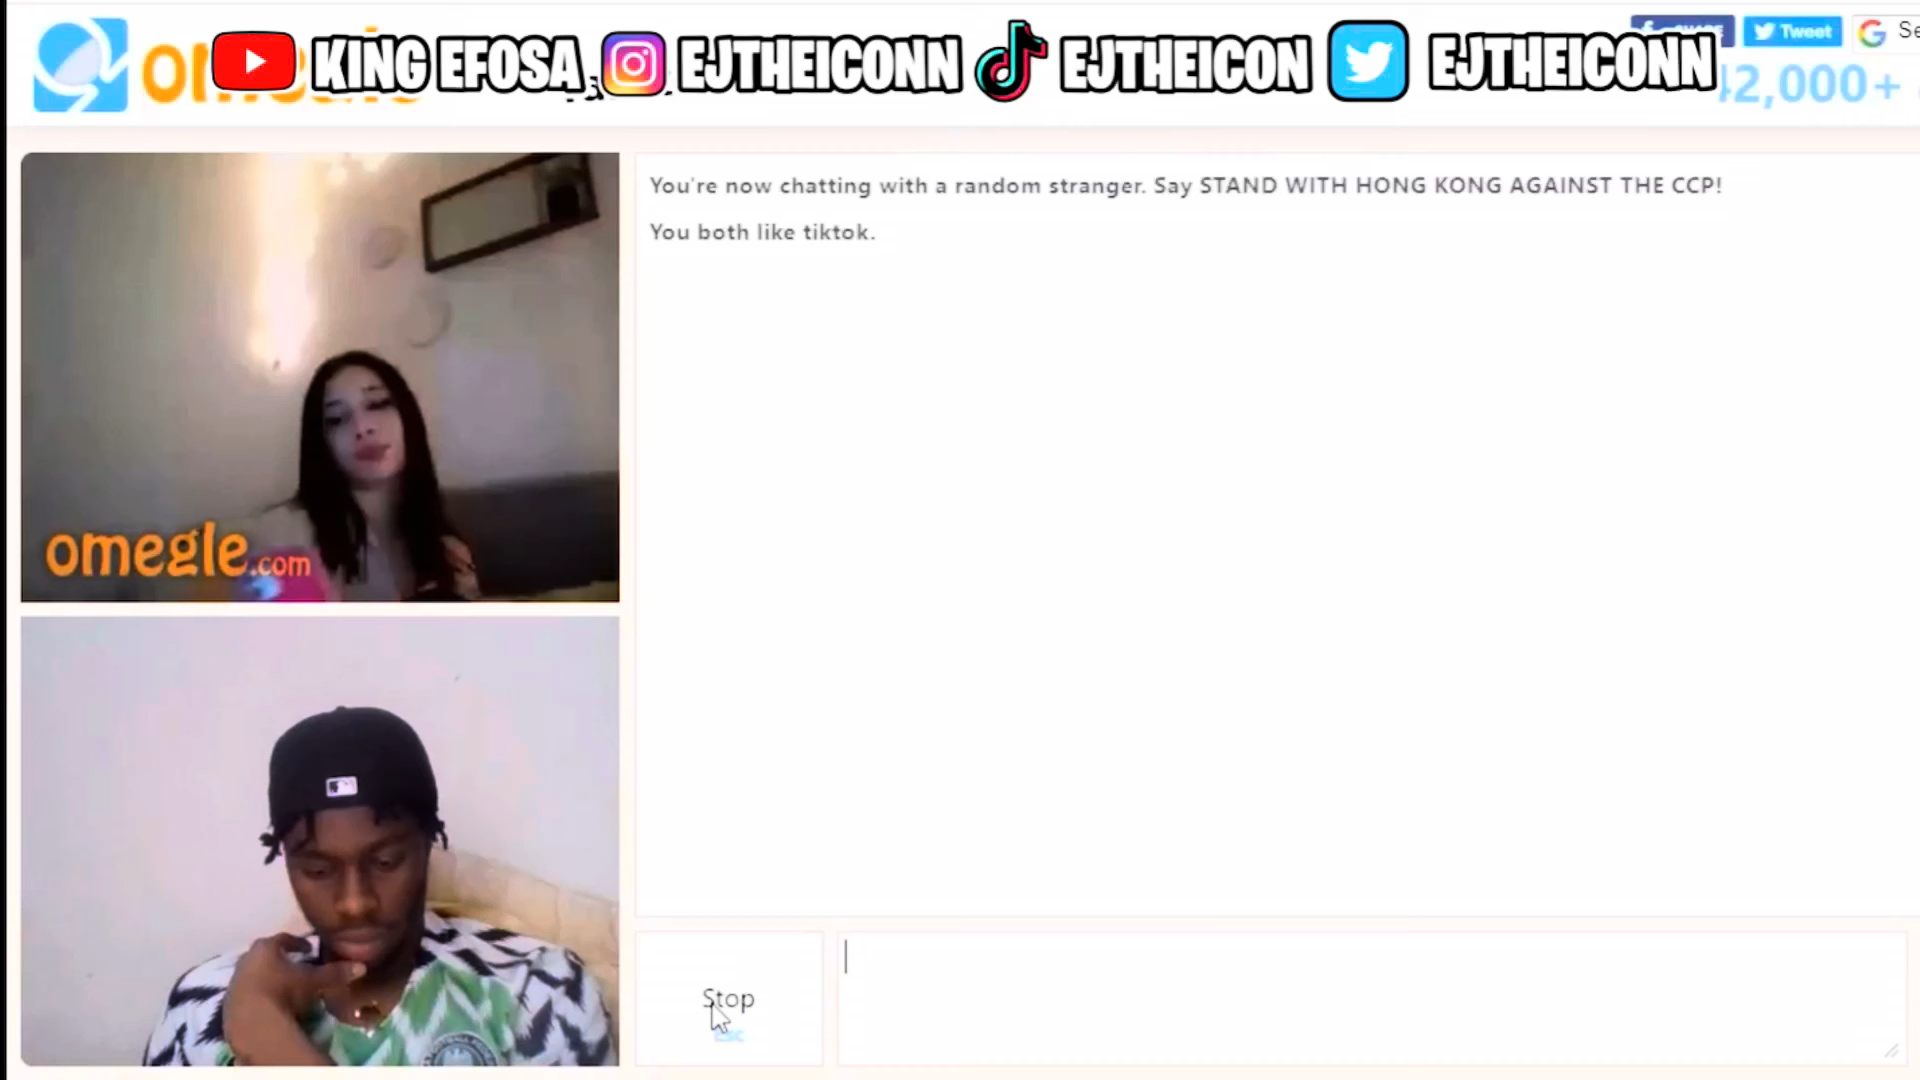 KING EFOSA EJTHEICONN EJTHEICON EJTHEICONN
Tweet
42,000+
You're now chatting with a random stranger. Say STAND WITH HONG KONG AGAINST THE CCP!
You both like tiktok.
omegle.com
Stop